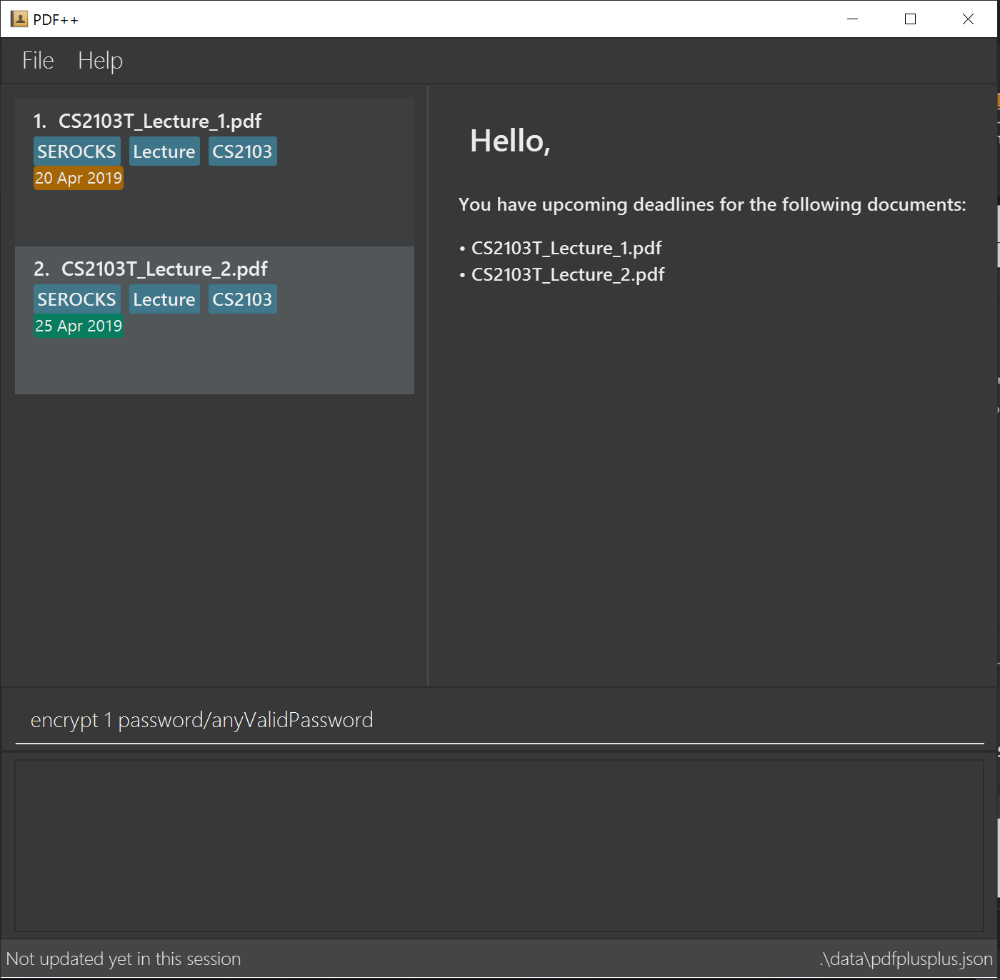 PDF++
File Help
1. CS2103T_Lecture_1.pdf
SEROCKS Lecture CS2103
20 Apr 2019
2. CS2103T_Lecture_2.pdf
SEROCKS Lecture CS2103
25 Apr 2019
Hello,
You have upcoming deadlines for the following documents:
• CS2103T_Lecture_1.pdf
• CS2103T_Lecture_2.pdf
encrypt 1 password/anyValidPassword
Not updated yet in this session
.\data\pdfplusplus.json